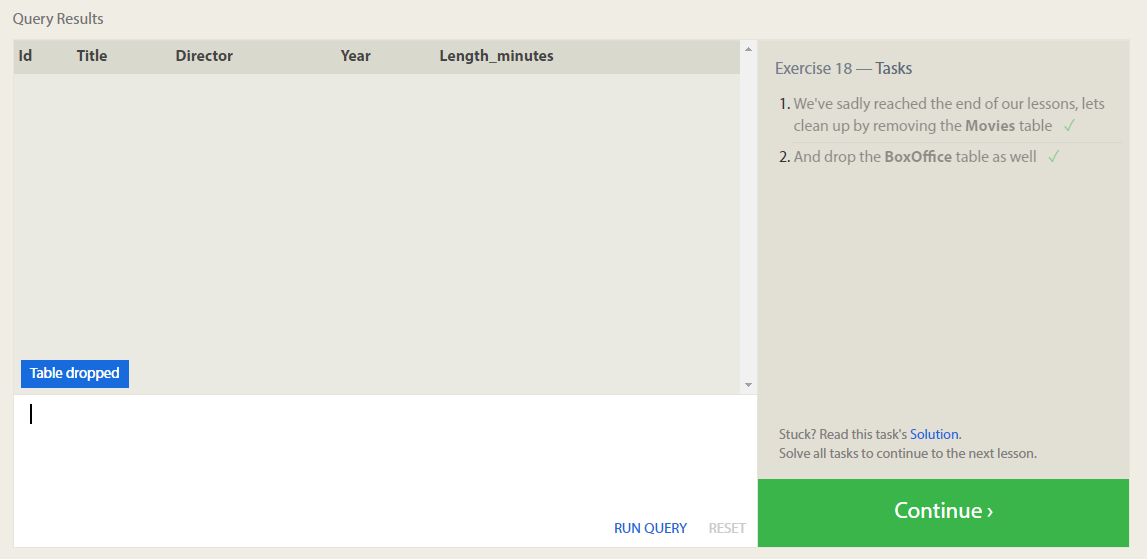 Query Results
Id Title Director Year Length_minutes
Table dropped
RUN QUERY RESET
Exercise 18 — Tasks
1. We've sadly reached the end of our lessons, lets
clean up by removing the Movies table ✓
2. And drop the BoxOffice table as well ✓
Stuck? Read this task's Solution.
Solve all tasks to continue to the next lesson.
Continue ›